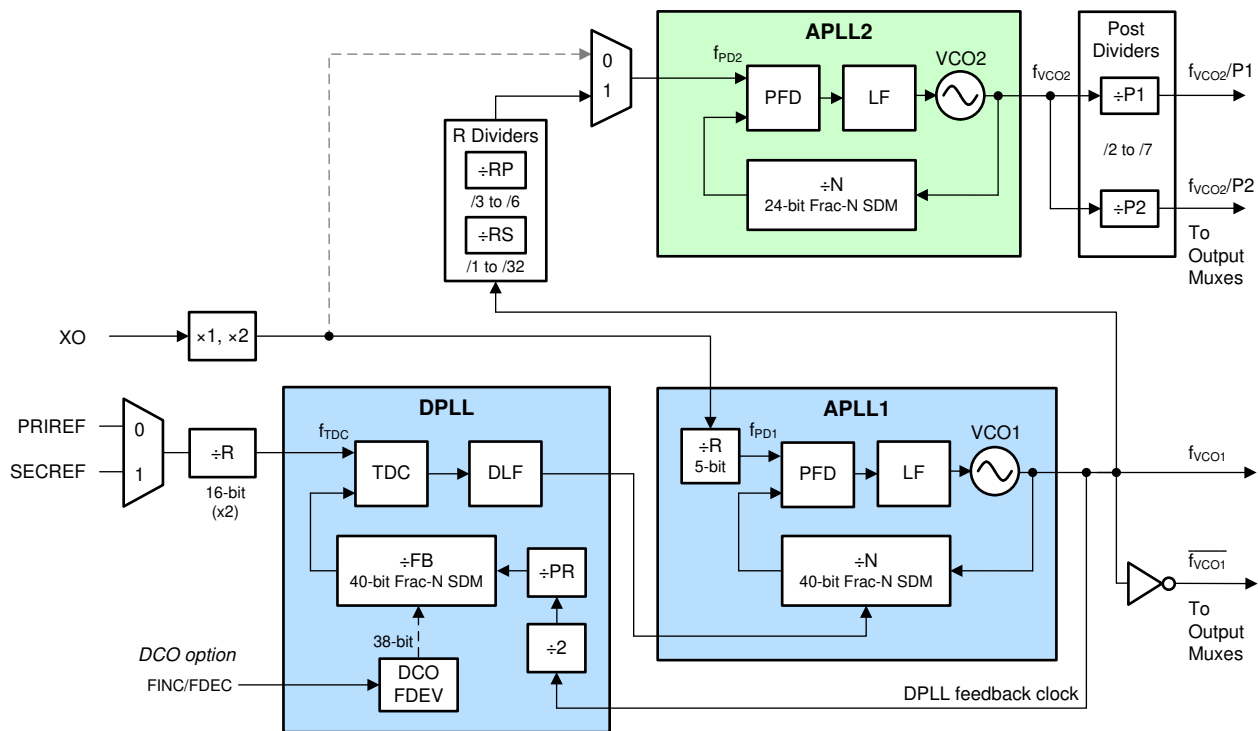 APLL2
Post
Dividers
0
1
fPD2
PFD
LF
VCO2
fVCO2
÷P1
fVCO2/P1
R Dividers
÷RP
/3 to /6
÷RS
/1 to /32
÷N
24-bit Frac-N SDM
/2 to /7
÷P2
fVCO2/P2
To
Output
Muxes
XO
×1, ×2
DPLL
APLL1
PRIREF
SECREF
0
1
÷R
16-bit
(x2)
fTDC
TDC
DLF
÷R
5-bit
fPD1
PFD
LF
VCO1
fVCO1
÷FB
40-bit Frac-N SDM
÷PR
÷N
40-bit Frac-N SDM
fVCO1
To
Output
Muxes
38-bit
÷2
DCO option
FINC/FDEC
DCO
FDEV
DPLL feedback clock